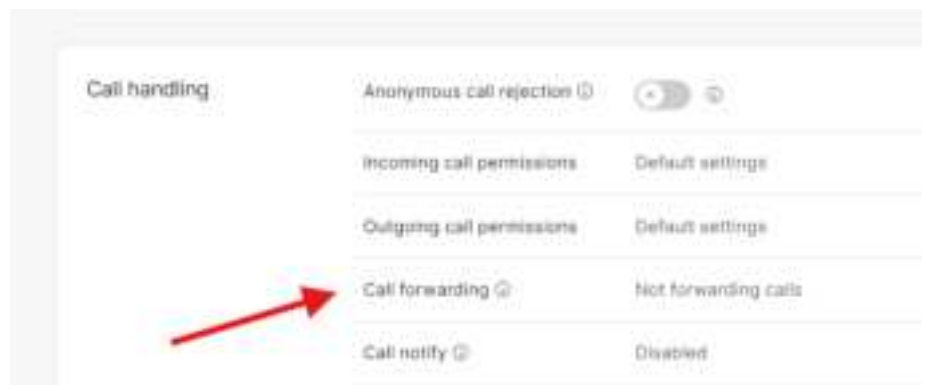 Call handling
Anonymous call rejection
Incoming call permissions Default settings
Outgoing call permissions Default settings
Call forwarding Not forwarding calls
Call notify Disabled